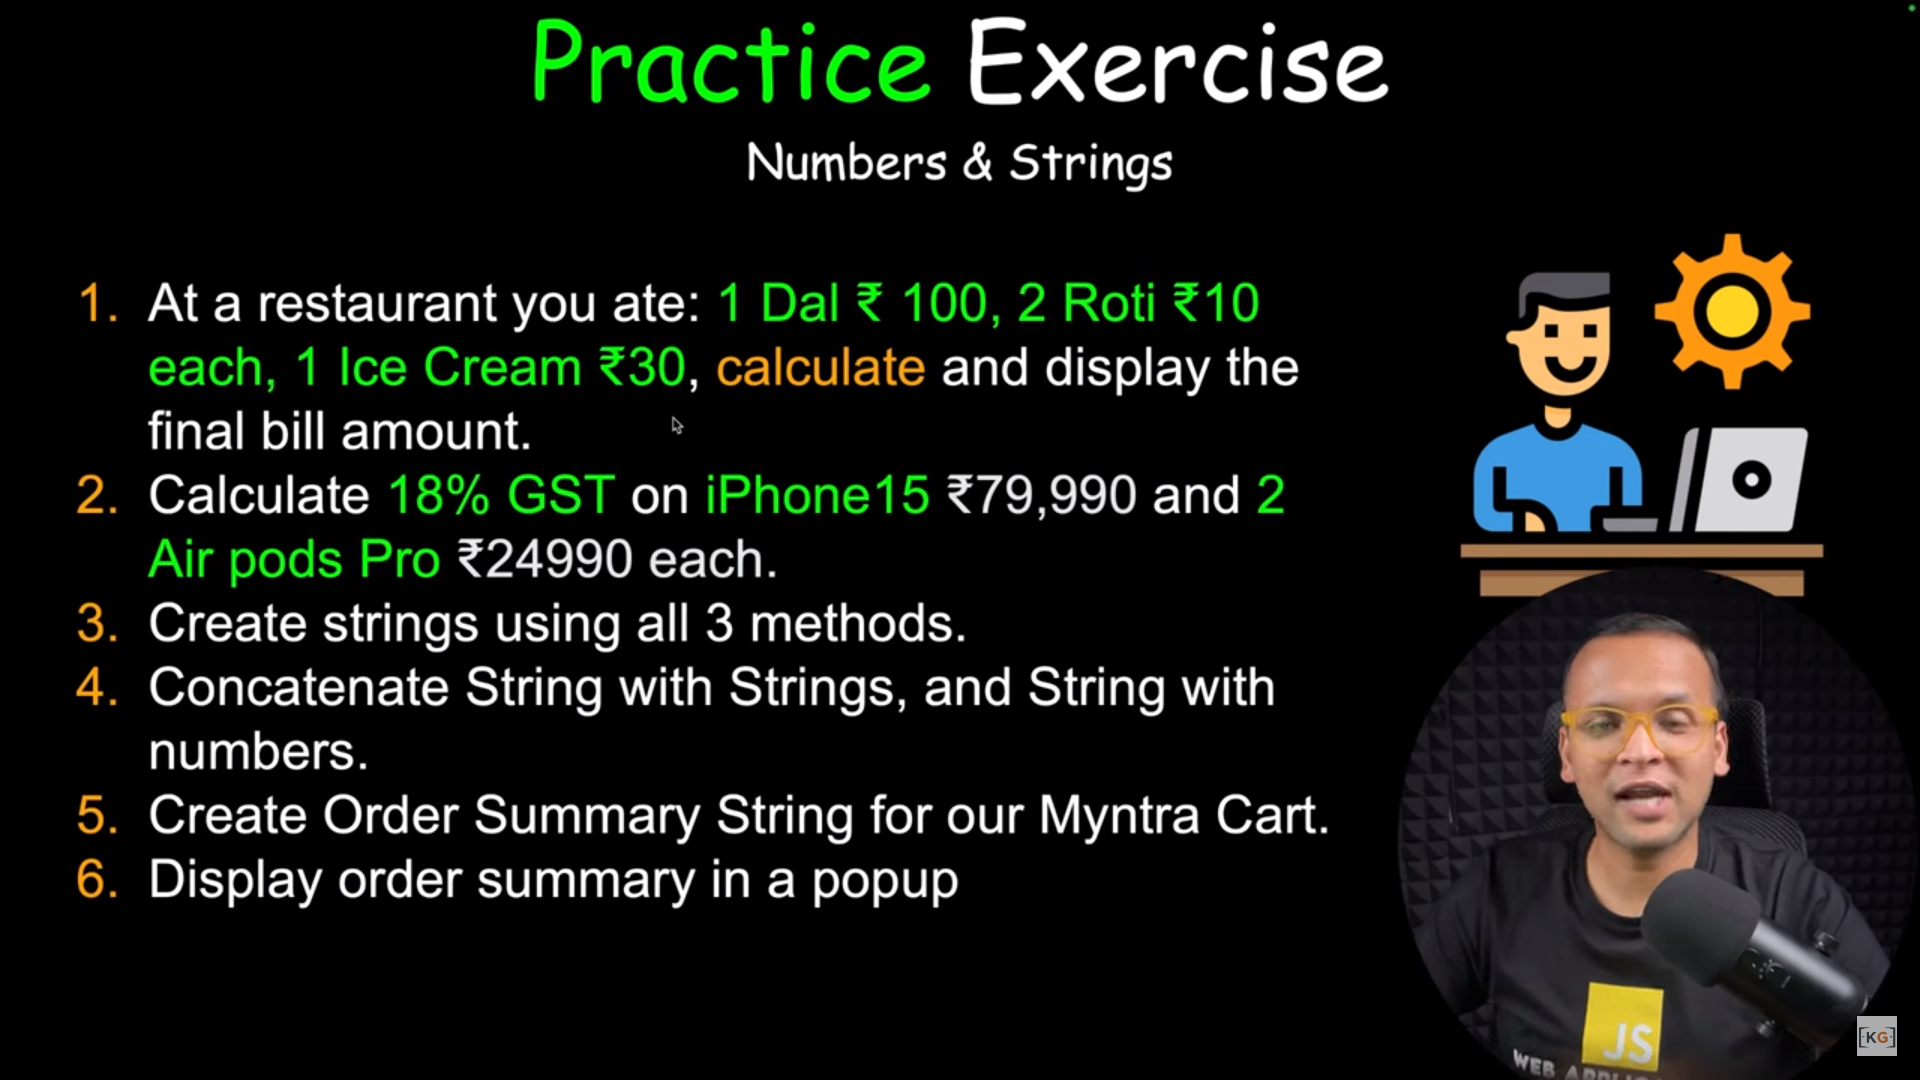 Practice Exercise
Numbers & Strings
1. At a restaurant you ate: 1 Dal ₹ 100, 2 Roti ₹10
each, 1 Ice Cream ₹30, calculate and display the
final bill amount.
2. Calculate 18% GST on iPhone15 ₹79,990 and 2
Air pods Pro ₹24990 each.
3. Create strings using all 3 methods.
4. Concatenate String with Strings, and String with
numbers.
5. Create Order Summary String for our Myntra Cart.
6. Display order summary in a popup
JS
WEB
[KG]